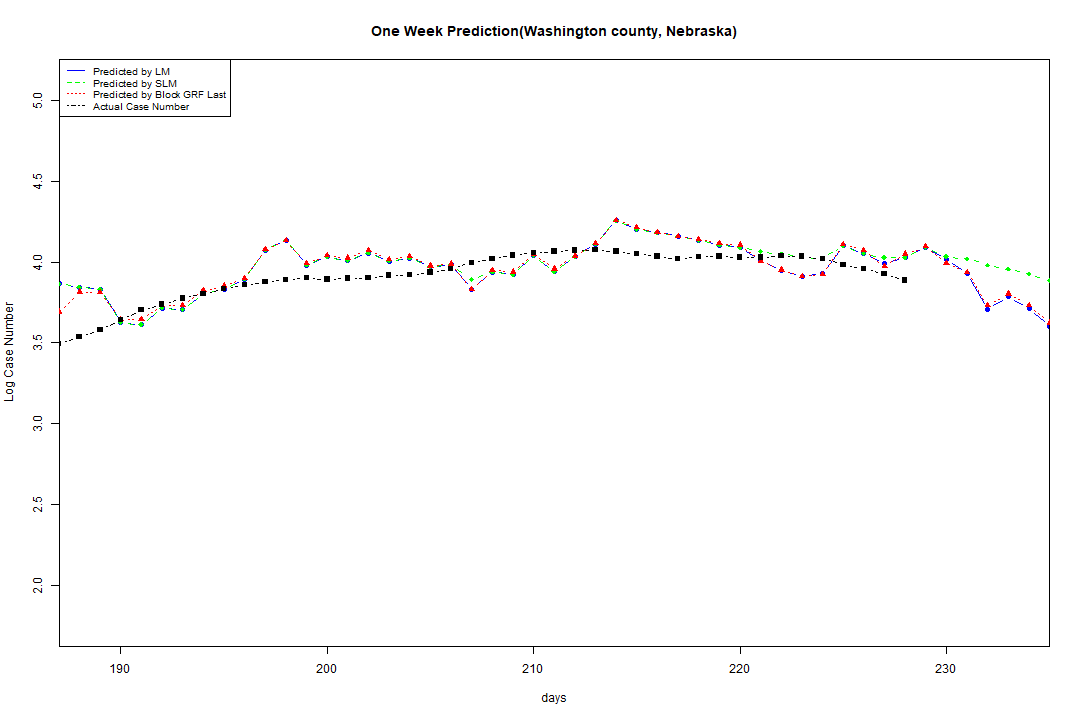 One Week Prediction(Washington county, Nebraska)
Predicted by LM
Predicted by SLM
Predicted by Block GRF Last
Actual Case Number
5.0
4.5
4.0
3.5
3.0
2.5
2.0
Log Case Number
190 200 210 220 230
days